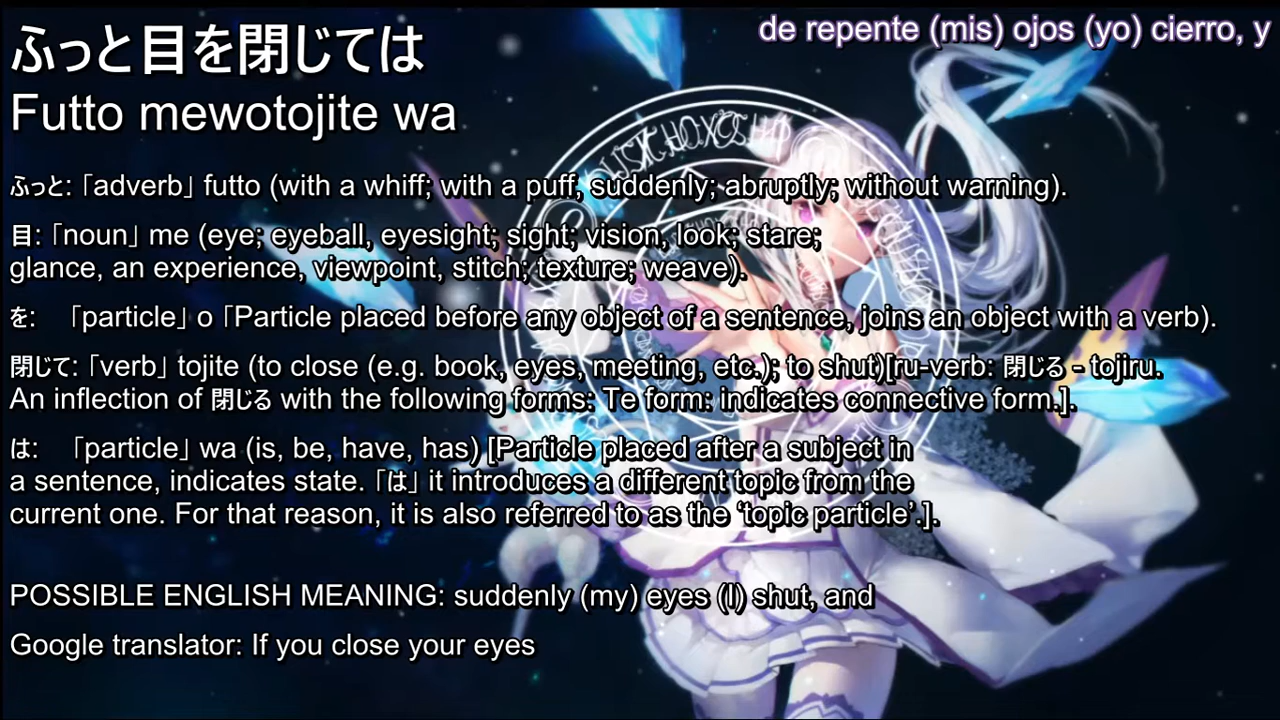 ふっと目を閉じては
de repente (mis) ojos (yo) cierro, y
Futto mewotojite wa
ふっと: 「adverb」 futto (with a whiff; with a puff, suddenly; abruptly; without warning).
目: 「noun」 me (eye; eyeball, eyesight; sight; vision, look; stare;
glance, an experience, viewpoint, stitch; texture; weave).
を: 「particle」 o 「Particle placed before any object of a sentence, joins an object with a verb).
閉じて: 「verb」 tojite (to close (e.g. book, eyes, meeting, etc.); to shut)[ru-verb: 閉じる - tojiru.
An inflection of 閉じる with the following forms: Te form: indicates connective form.].
は: 「particle」 wa (is, be, have, has) [Particle placed after a subject in
a sentence, indicates state. 「は」 it introduces a different topic from the
current one. For that reason, it is also referred to as the ‘topic particle’.].
POSSIBLE ENGLISH MEANING: suddenly (my) eyes (I) shut, and
Google translator: If you close your eyes